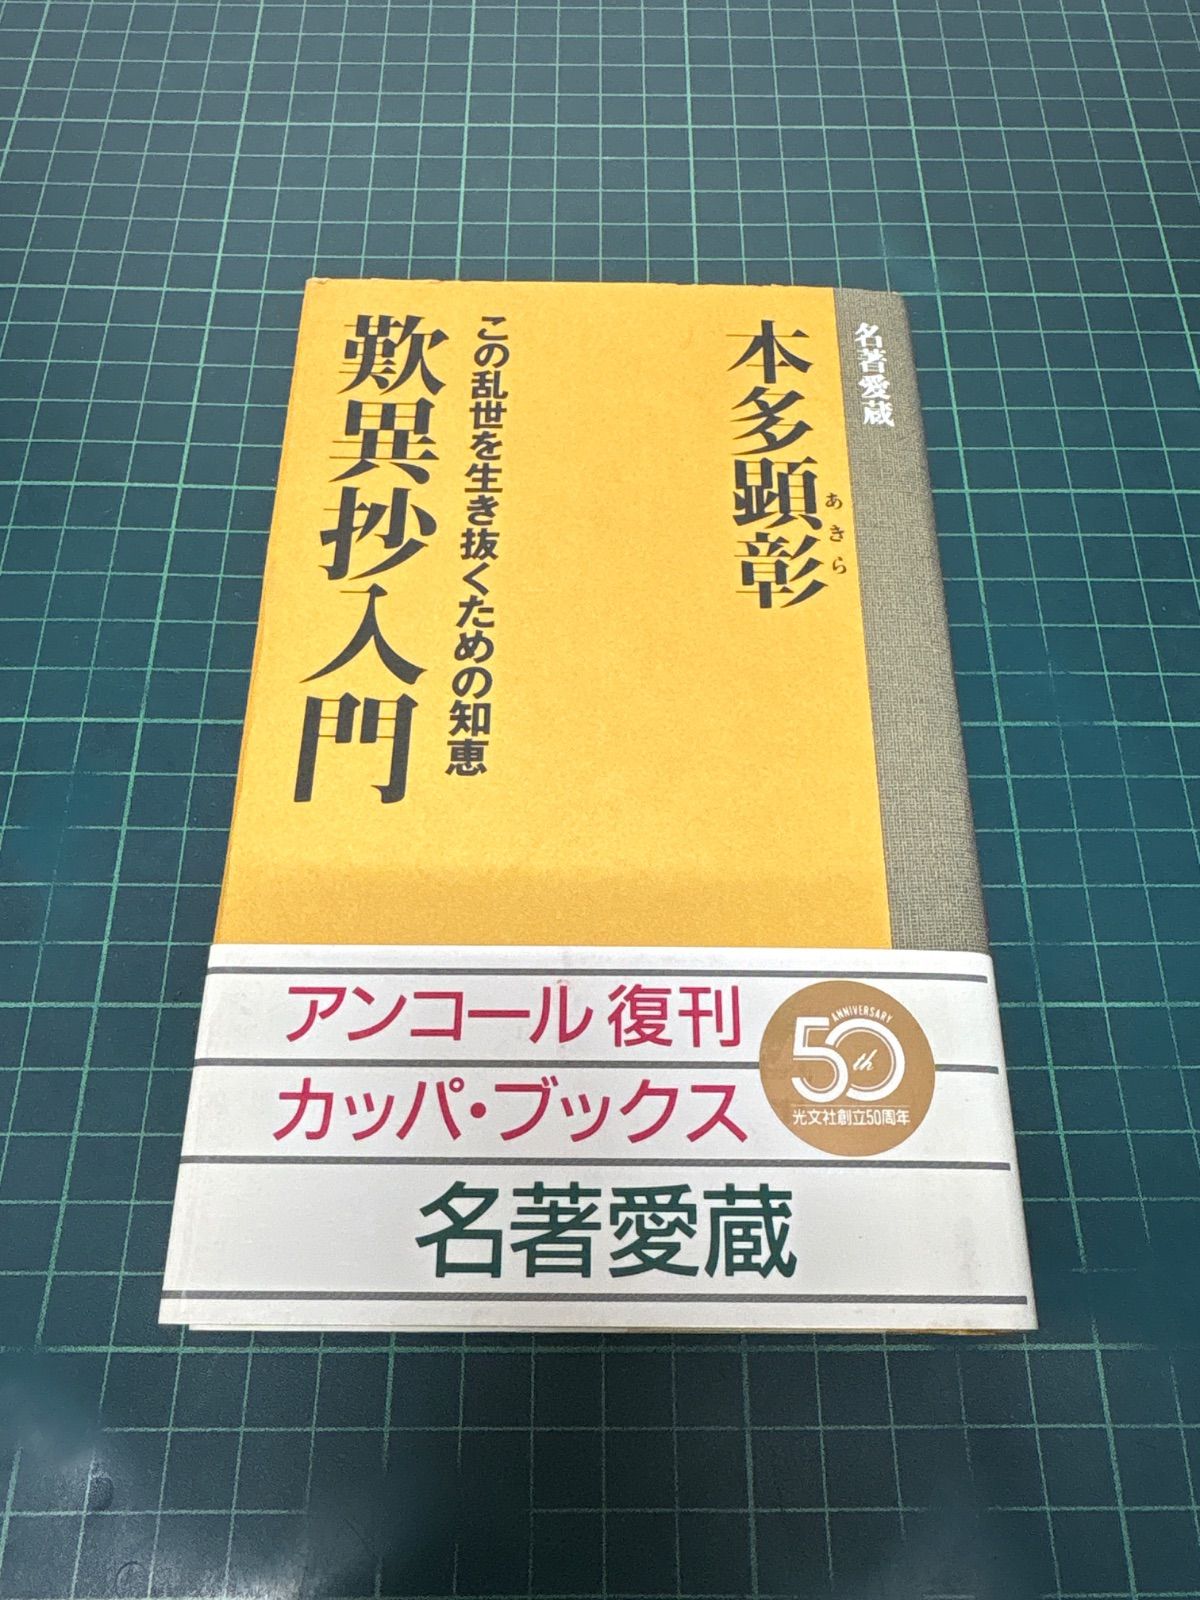 名著愛蔵
本多顕彰
あきら
この乱世を生き抜くための知恵
歎異抄入門
アンコール復刊
カッパ・ブックス
名著愛蔵
ANNIVERSARY
50th
光文社創立50周年